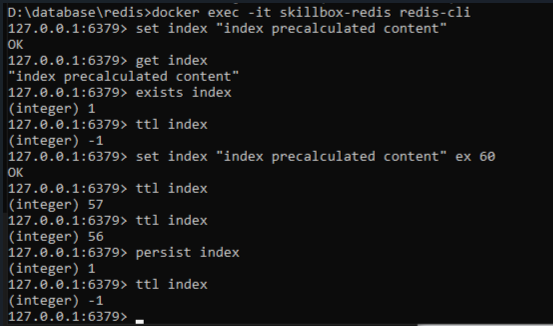 D:\database\redis>docker exec -it skillbox-redis redis-cli
127.0.0.1:6379> set index "index precalculated content"
OK
127.0.0.1:6379> get index
"index precalculated content"
127.0.0.1:6379> exists index
(integer) 1
127.0.0.1:6379> ttl index
(integer) -1
127.0.0.1:6379> set index "index precalculated content" ex 60
OK
127.0.0.1:6379> ttl index
(integer) 57
127.0.0.1:6379> ttl index
(integer) 56
127.0.0.1:6379> persist index
(integer) 1
127.0.0.1:6379> ttl index
(integer) -1
127.0.0.1:6379>